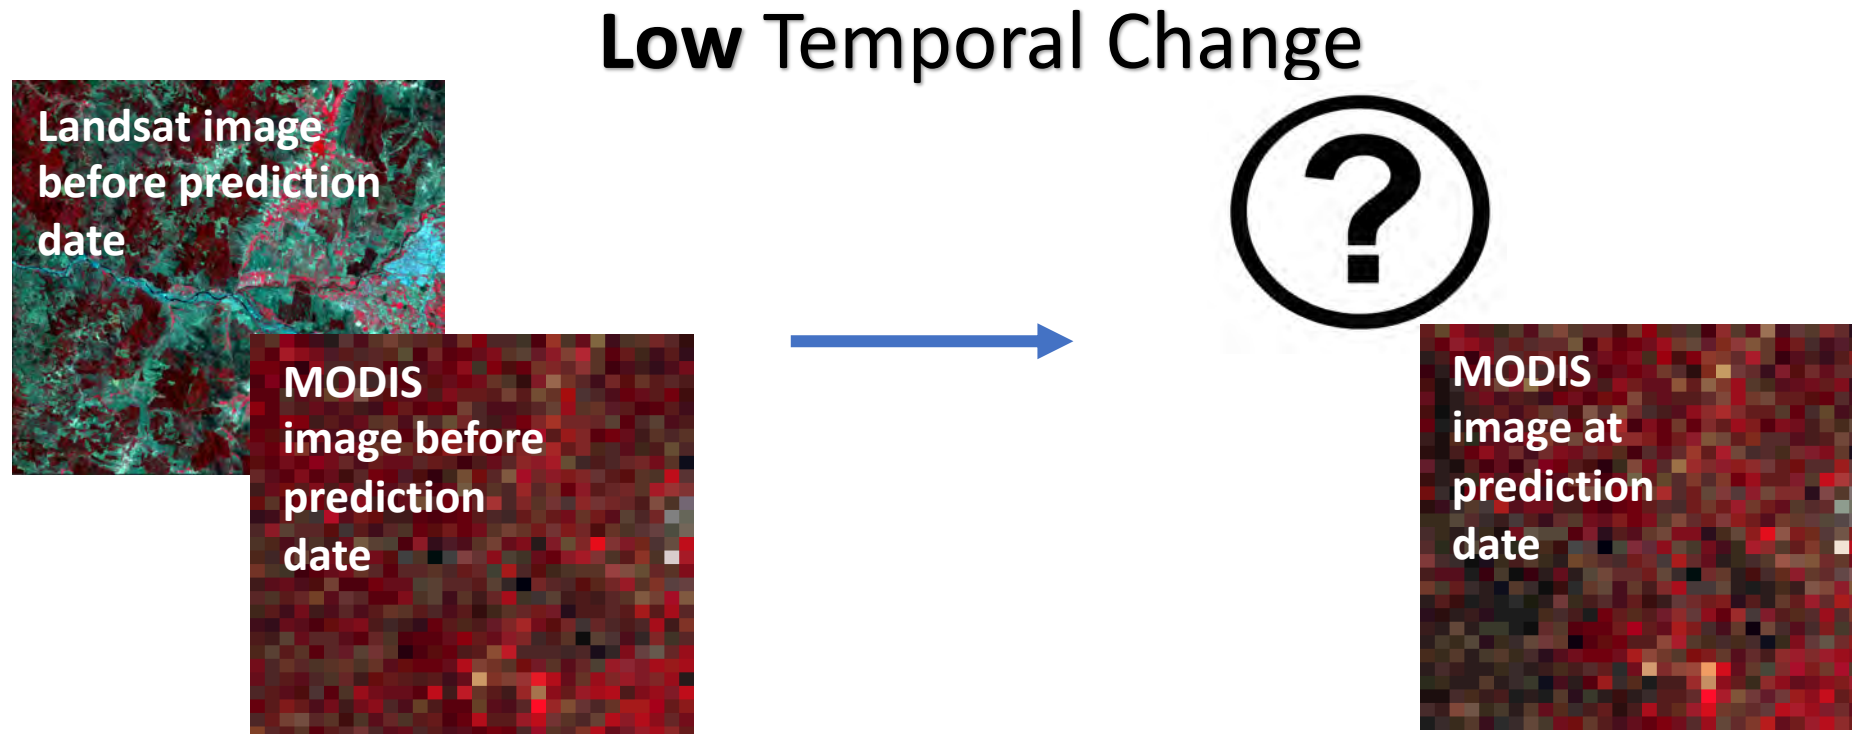 Low Temporal Change
Landsat image
before prediction
date
MODIS
image before
prediction
date
?
MODIS
image at
prediction
date